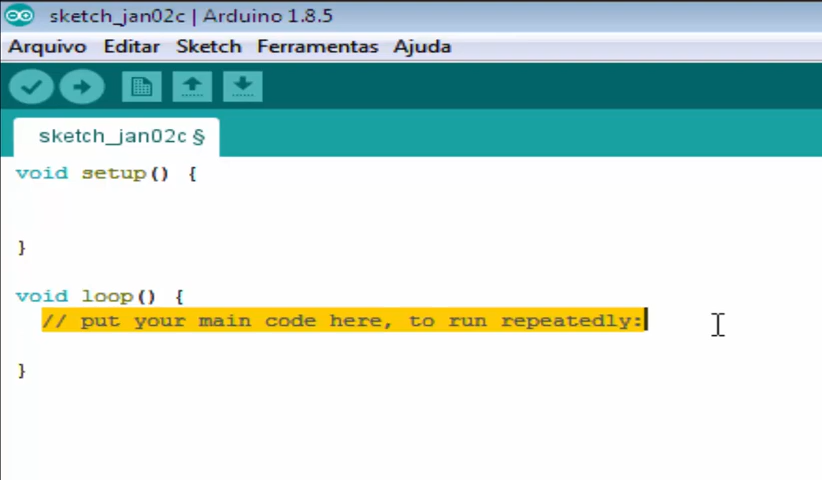 sketch_jan02c | Arduino 1.8.5
Arquivo Editar Sketch Ferramentas Ajuda
sketch_jan02c §
void setup() {
}
void loop() {
// put your main code here, to run repeatedly:
}